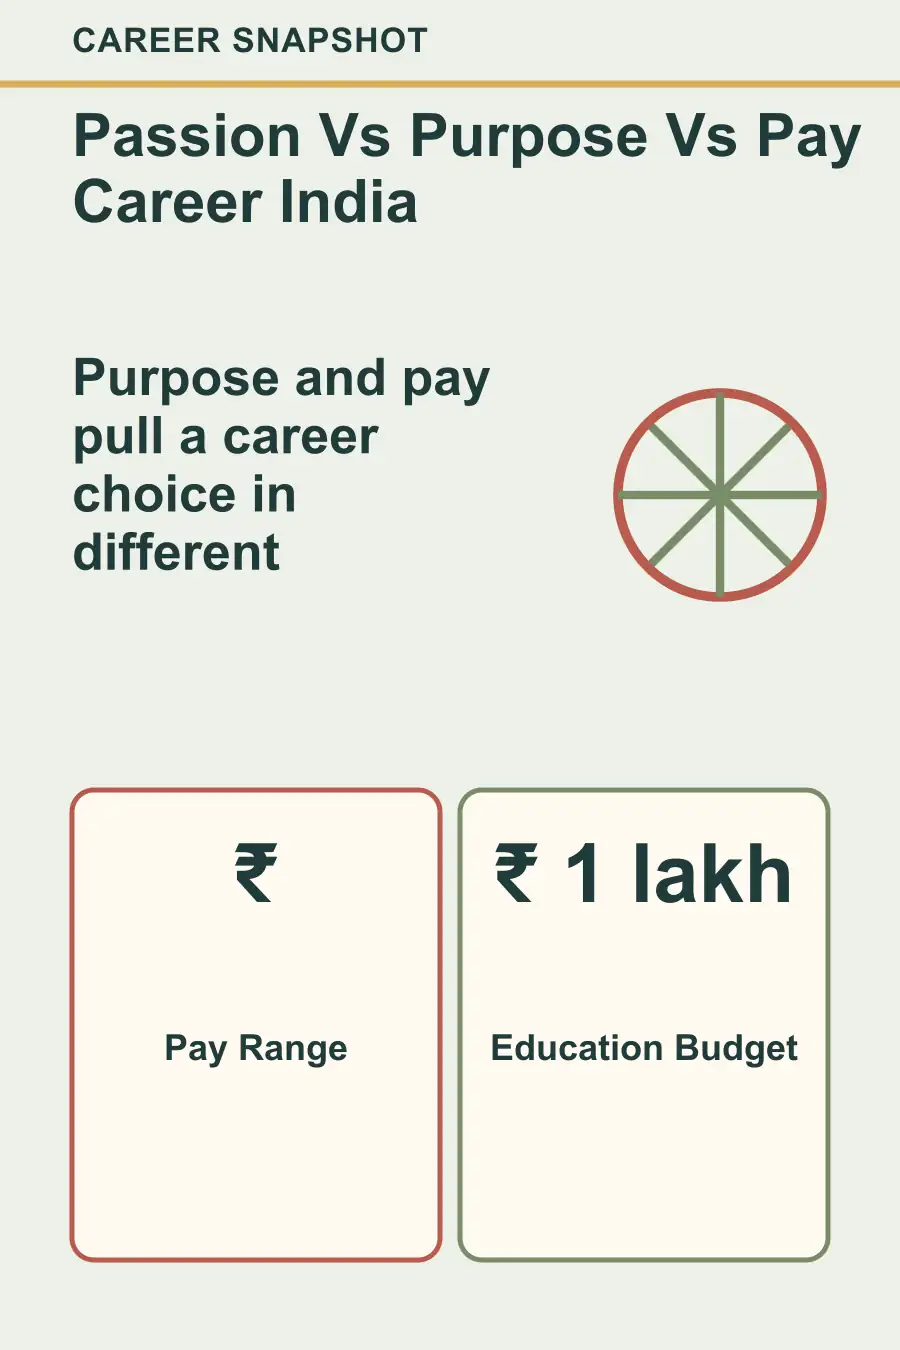 CAREER SNAPSHOT
Passion Vs Purpose Vs Pay
Career India
Purpose and pay
pull a career
choice in
different
₹
Pay Range
₹ 1 lakh
Education Budget